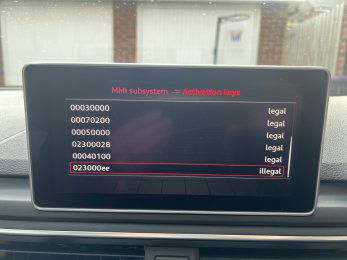 MMI subsystem ⇌ Activation keys
00030000 legal
00070200 legal
00050000 legal
02300028 legal
00040100 legal
023000ee illegal